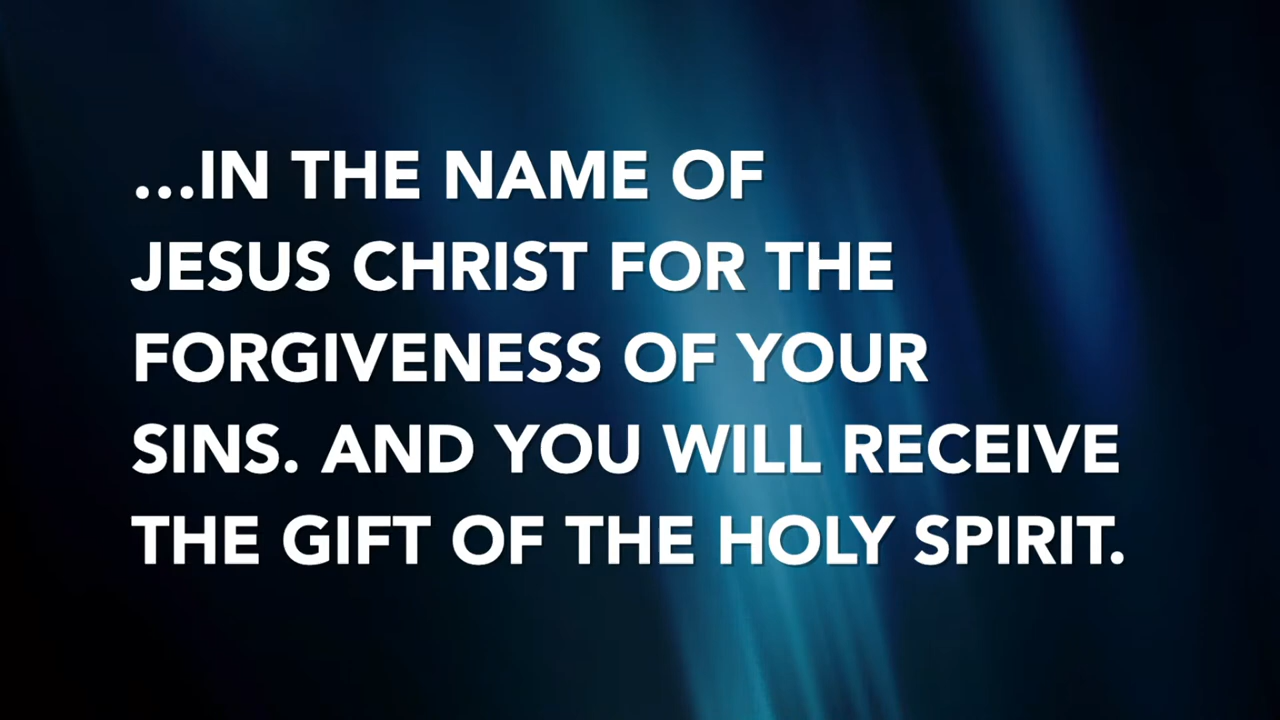 ...IN THE NAME OF
JESUS CHRIST FOR THE
FORGIVENESS OF YOUR
SINS. AND YOU WILL RECEIVE
THE GIFT OF THE HOLY SPIRIT.